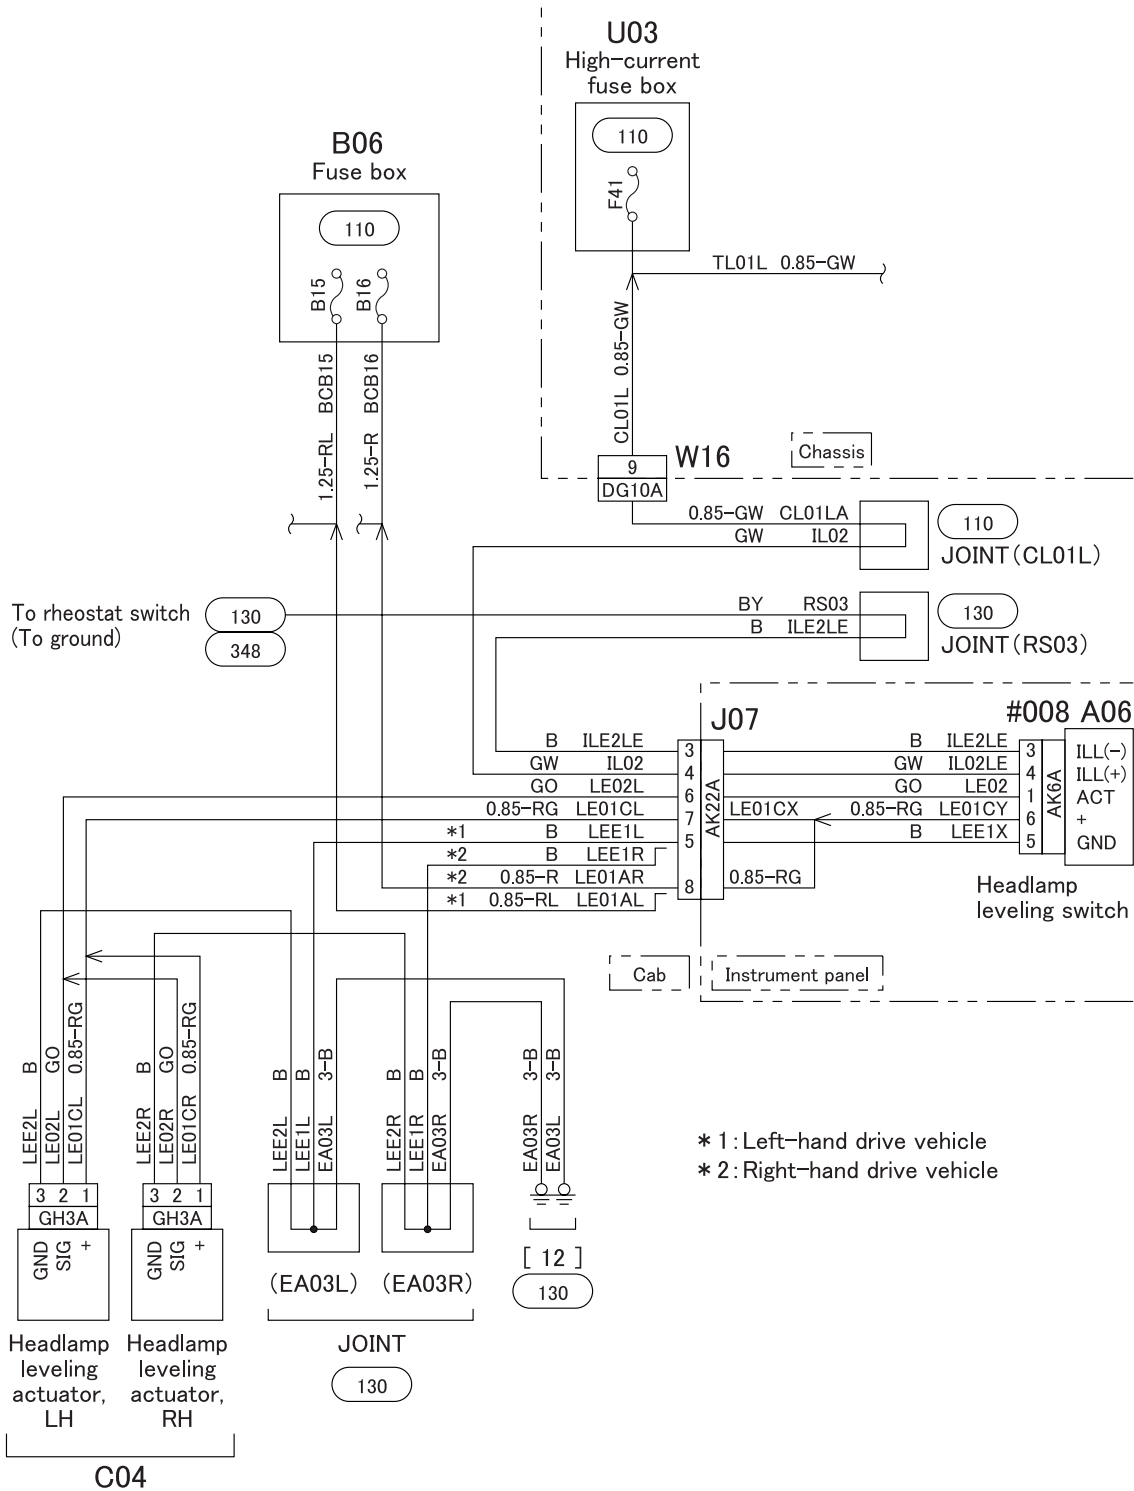 U03
High-current
fuse box
110
F41
B06
Fuse box
110
B15
B16
TL01L 0.85-GW
CL01L 0.85-GW
1.25-RL BCB15
1.25-R BCB16
9
W16
DG10A
Chassis
0.85-GW CL01LA
GW IL02
110
JOINT(CL01L)
To rheostat switch
(To ground)
130
348
BY RS03
B ILE2LE
130
JOINT(RS03)
J07
#008 A06
B ILE2LE 3 B ILE2LE 3 ILL(-)
GW IL02 4 GW IL02LE 4 ILL(+)
GO LE02L 6 GO LE02 1 ACT
0.85-RG LE01CL 7 LE01CX 0.85-RG LE01CY 6 +
*1 B LEE1L 5 B LEE1X 5 GND
*2 B LEE1R
*2 0.85-R LE01AR 8 0.85-RG
*1 0.85-RL LE01AL
AK22A
AK6A
Headlamp
leveling switch
Cab
Instrument panel
LEE2L B
LE02L GO
LE01CL 0.85-RG
LEE2R B
LE02R GO
LE01CR 0.85-RG
LEE2L B
LEE1L B
EA03L 3-B
LEE2R B
LEE1R B
EA03R 3-B
EA03R 3-B
EA03L 3-B
*1:Left-hand drive vehicle
*2:Right-hand drive vehicle
3 2 1
GH3A
GND
SIG
+
3 2 1
GH3A
GND
SIG
+
(EA03L)
(EA03R)
[ 12 ]
130
JOINT
130
Headlamp
leveling
actuator,
LH
Headlamp
leveling
actuator,
RH
C04